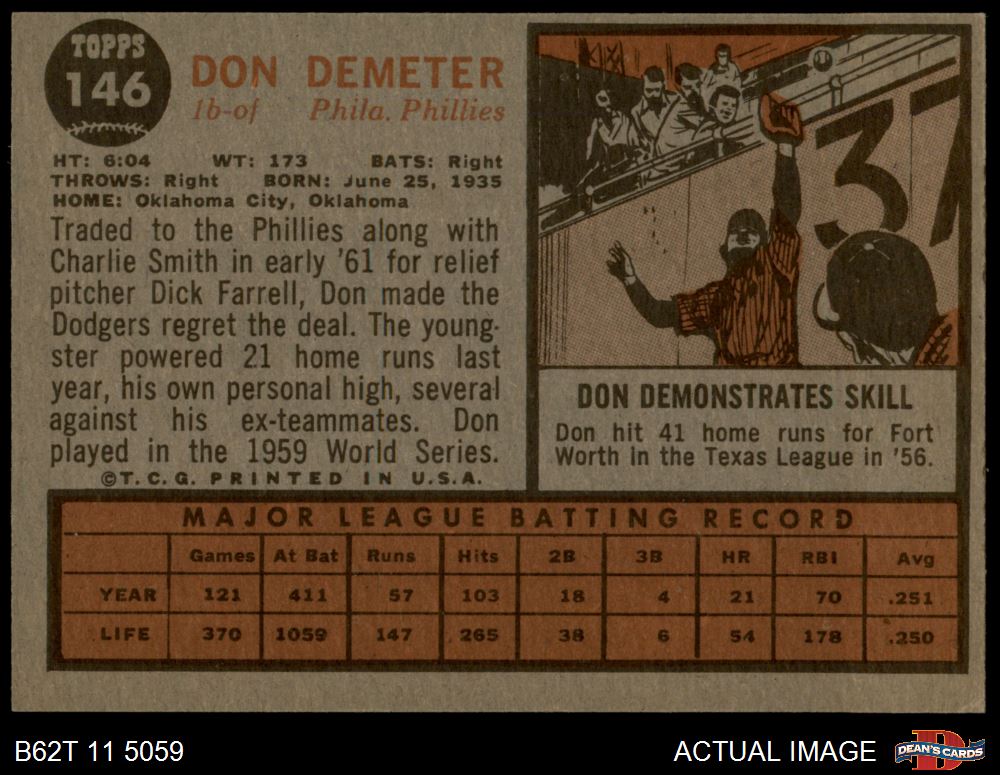 TOPPS
146
DON DEMETER
1b-of Phila. Phillies
HT: 6:04 WT: 173 BATS: Right
THROWS: Right BORN: June 25, 1935
HOME: Oklahoma City, Oklahoma
Traded to the Phillies along with
Charlie Smith in early '61 for relief
pitcher Dick Farrell, Don made the
Dodgers regret the deal. The young-
ster powered 21 home runs last
year, his own personal high, several
against his ex-teammates. Don
played in the 1959 World Series.
©T. C. G. PRINTED IN U.S.A.
37
DON DEMONSTRATES SKILL
Don hit 41 home runs for Fort
Worth in the Texas League in '56.
MAJOR LEAGUE BATTING RECORD
Games At Bat Runs Hits 2B 3B HR RBI Avg
YEAR 121 411 57 103 18 4 21 70 .251
LIFE 370 1059 147 265 38 6 54 178 .250
B62T 11 5059
ACTUAL IMAGE
D
DEAN'S CARDS